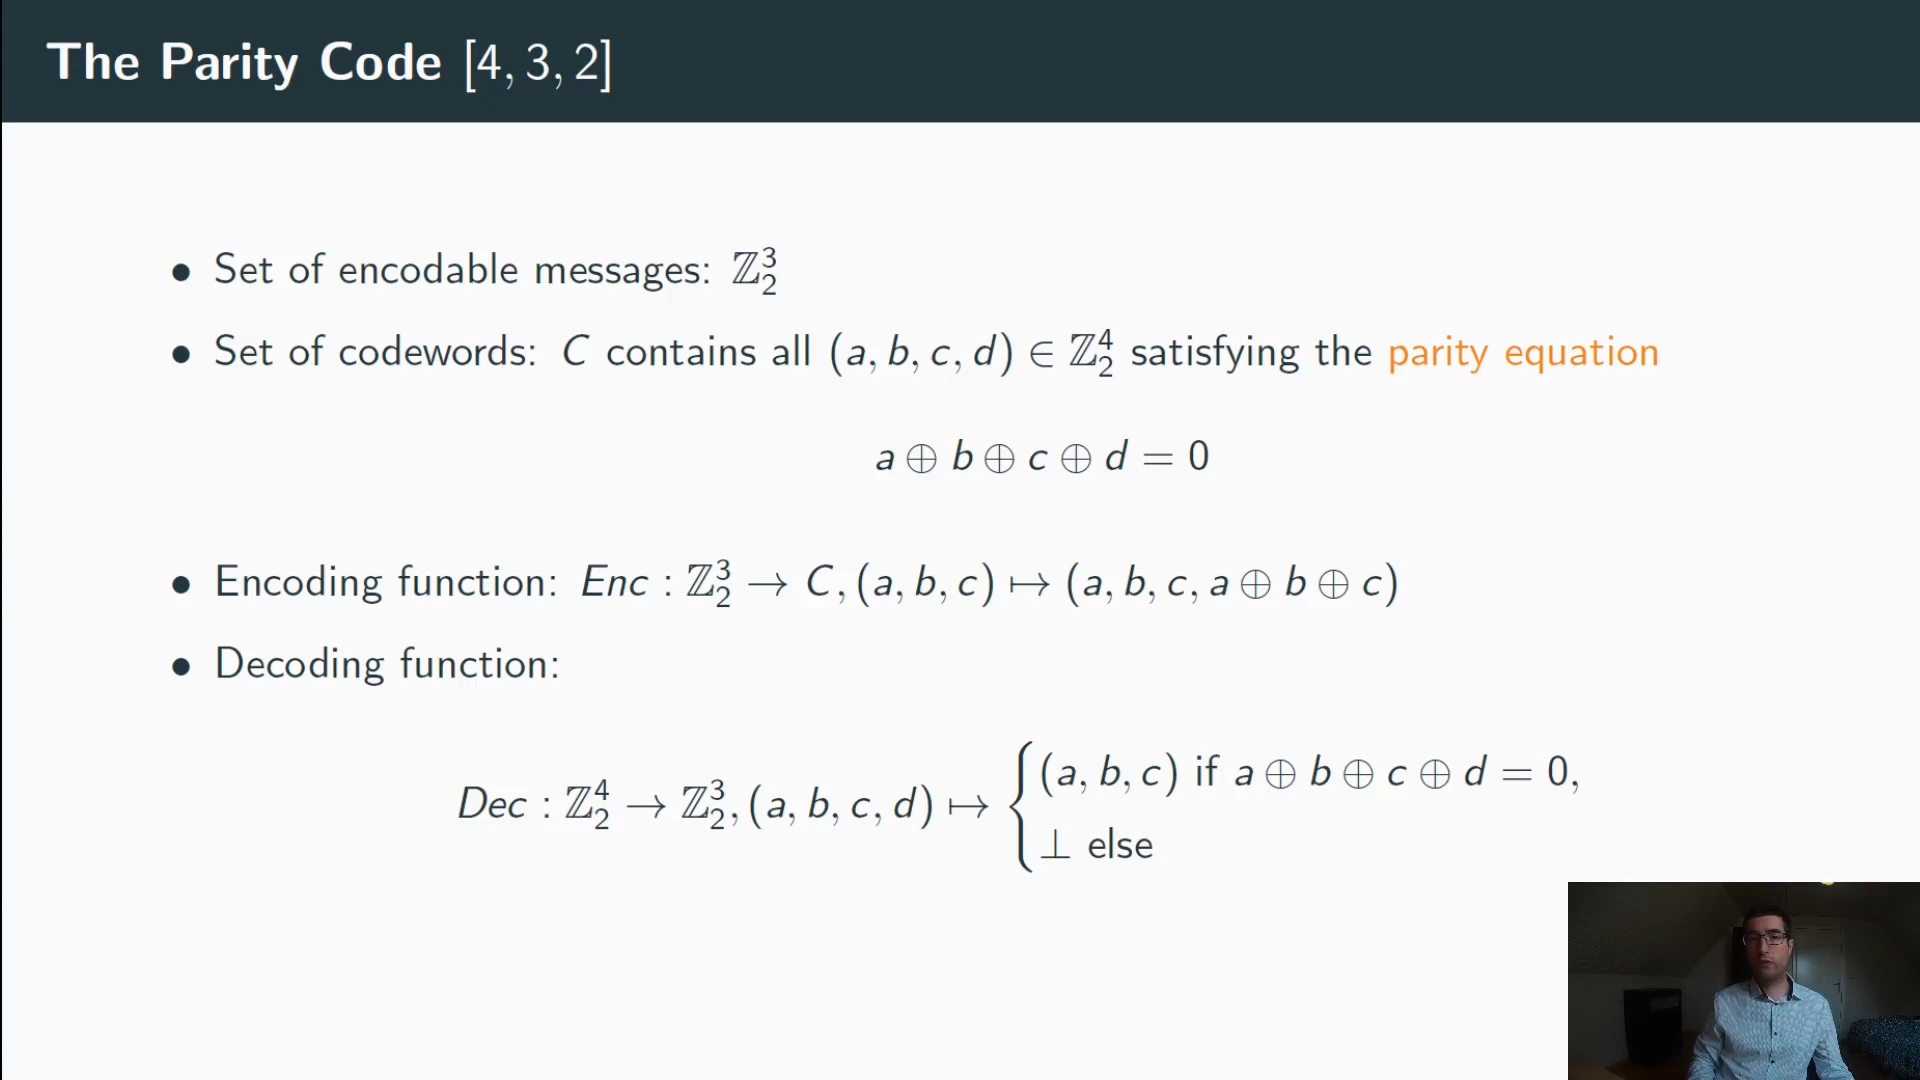 The Parity Code [4, 3, 2]
• Set of encodable messages: ℤ₂³
• Set of codewords: C contains all (a, b, c, d) ∈ ℤ₂⁴ satisfying the parity equation
a ⊕ b ⊕ c ⊕ d = 0
• Encoding function: Enc : ℤ₂³ → C, (a, b, c) ↦ (a, b, c, a ⊕ b ⊕ c)
• Decoding function:
Dec : ℤ₂⁴ → ℤ₂³, (a, b, c, d) ↦ { (a, b, c) if a ⊕ b ⊕ c ⊕ d = 0,
⊥ else